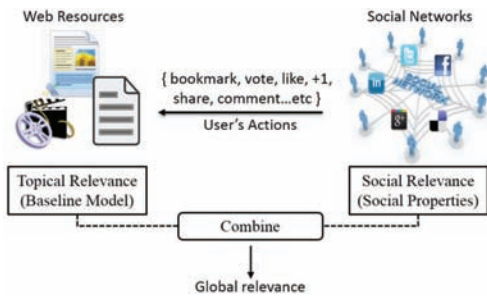 Web Resources
Social Networks
{ bookmark, vote, like, +1,
share, comment...etc }
User's Actions
Topical Relevance
(Baseline Model)
Social Relevance
(Social Properties)
Combine
Global relevance